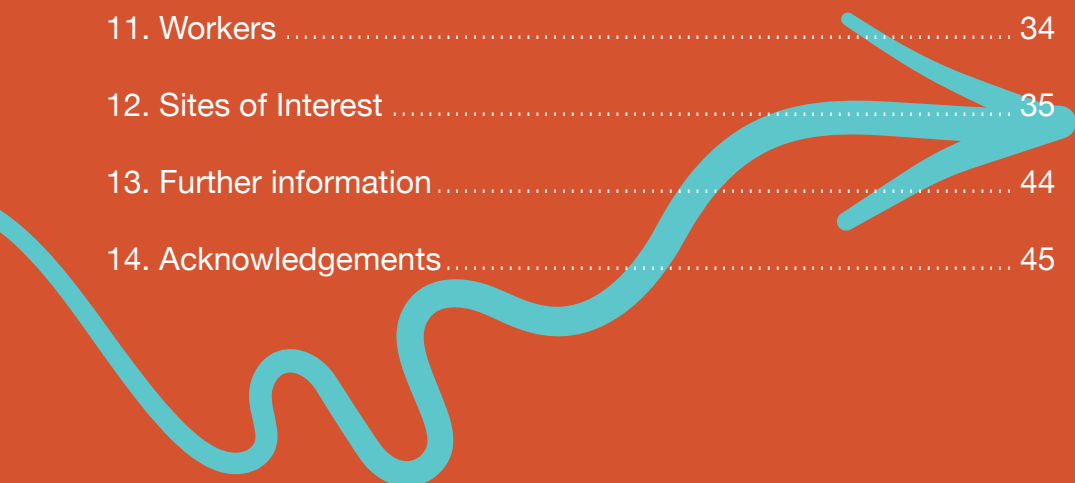 11. Workers ........................................................................ 34
12. Sites of Interest ............................................................ 35
13. Further information ...................................................... 44
14. Acknowledgements ..................................................... 45